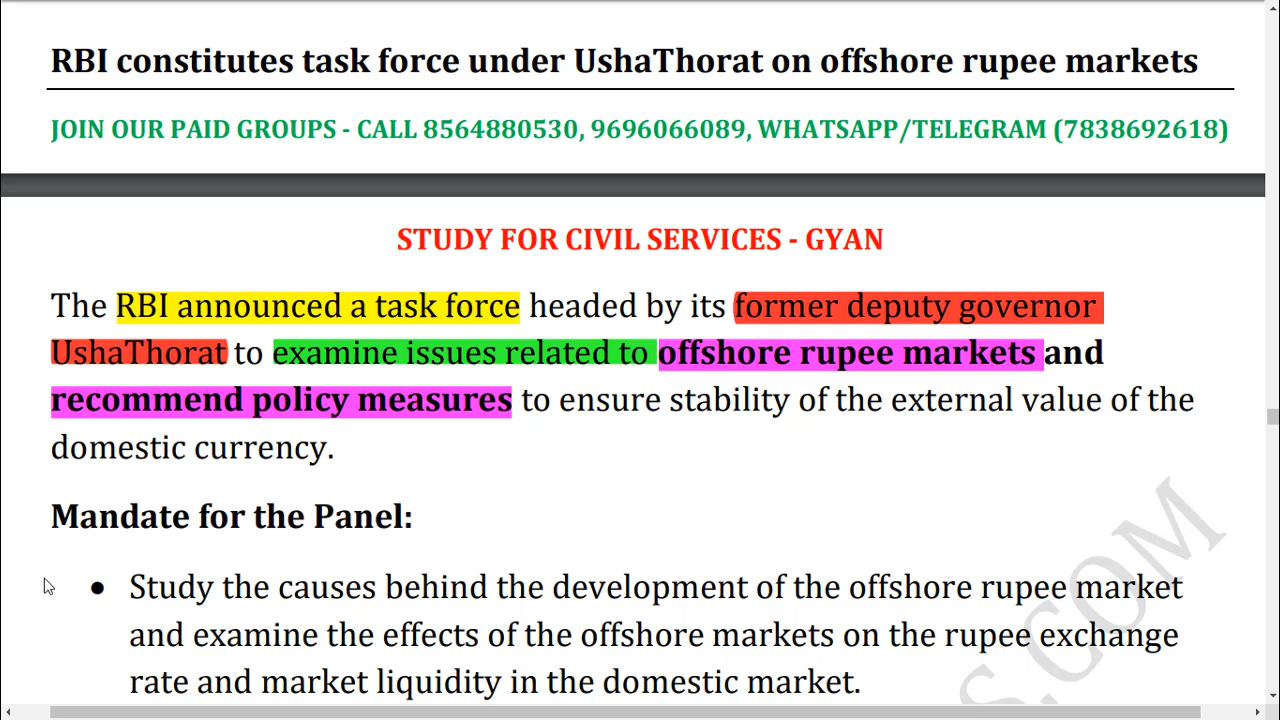 RBI constitutes task force under UshaThorat on offshore rupee markets
JOIN OUR PAID GROUPS - CALL 8564880530, 9696066089, WHATSAPP/TELEGRAM (7838692618)
STUDY FOR CIVIL SERVICES - GYAN
The RBI announced a task force headed by its former deputy governor
UshaThorat to examine issues related to offshore rupee markets and
recommend policy measures to ensure stability of the external value of the
domestic currency.
Mandate for the Panel:
• Study the causes behind the development of the offshore rupee market
and examine the effects of the offshore markets on the rupee exchange
rate and market liquidity in the domestic market.
S.COM